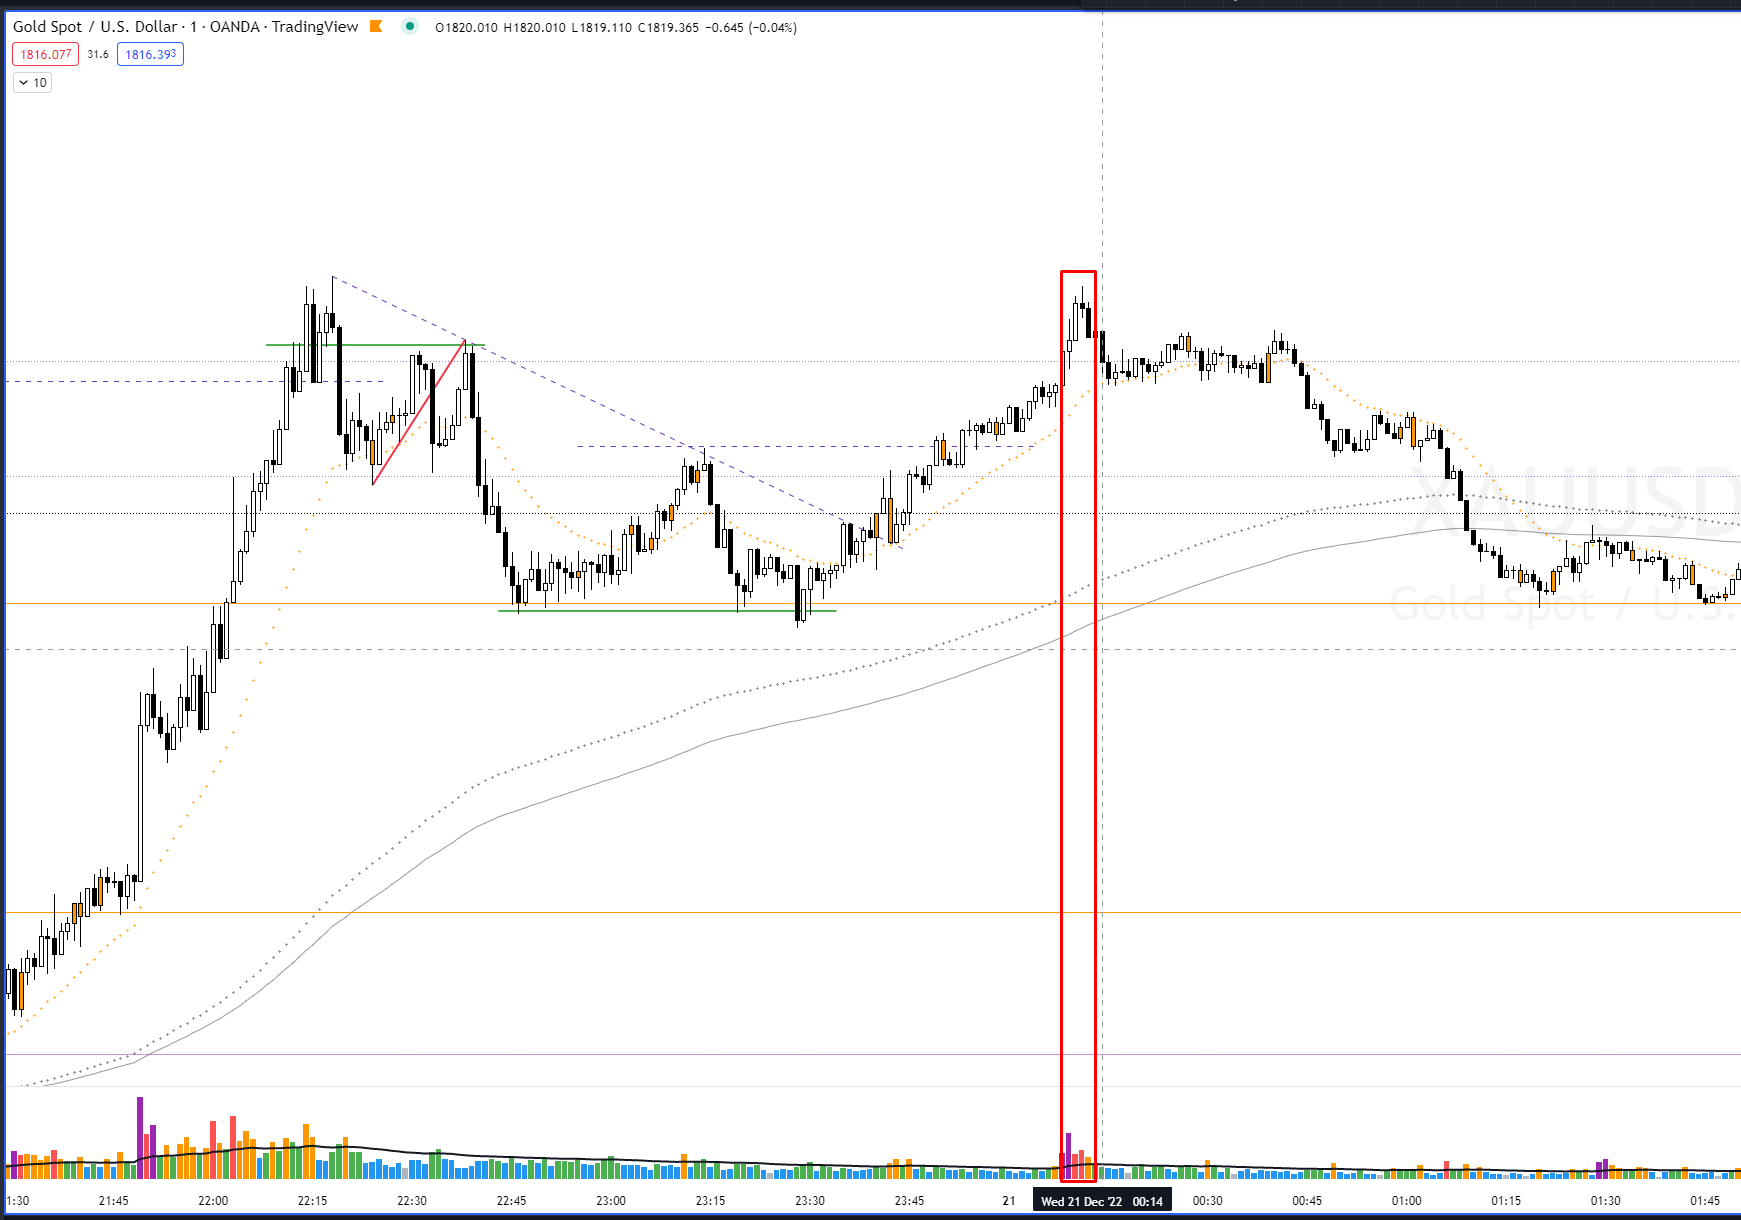 Gold Spot / U.S. Dollar · 1 · OANDA · TradingView O1820.010 H1820.010 L1819.110 C1819.365 −0.645 (−0.04%)
1816.077 31.6 1816.393
10
XAUUSD
Gold Spot / U.S.
1:30 21:45 22:00 22:15 22:30 22:45 23:00 23:15 23:30 23:45 21 Wed 21 Dec '22 00:14 00:30 00:45 01:00 01:15 01:30 01:45